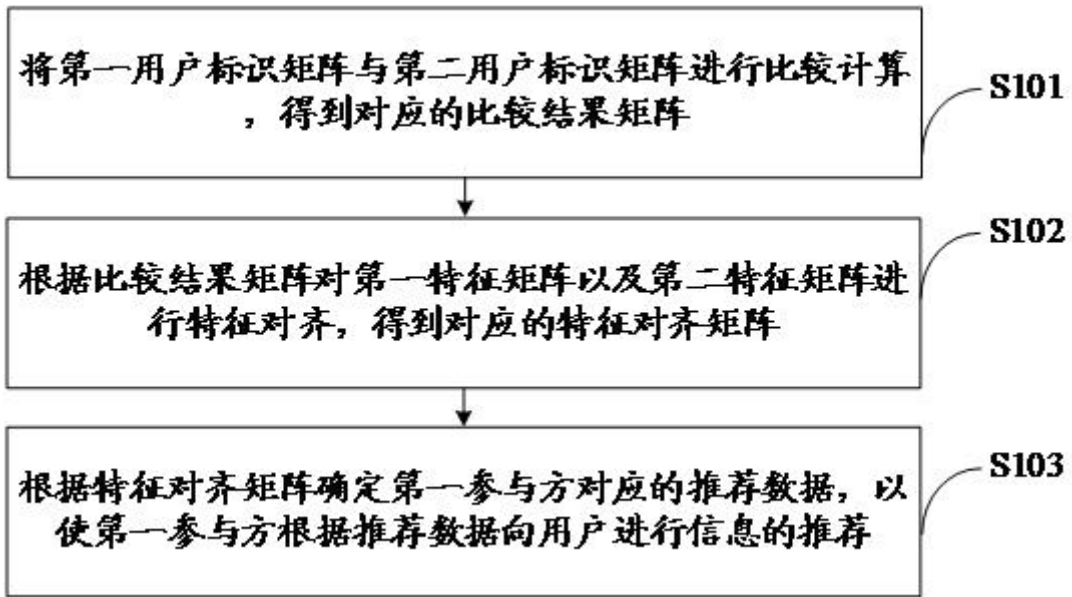 将第一用户标识矩阵与第二用户标识矩阵进行比较计算
，得到对应的比较结果矩阵
S101
根据比较结果矩阵对第一特征矩阵以及第二特征矩阵进
行特征对齐，得到对应的特征对齐矩阵
S102
根据特征对齐矩阵确定第一参与方对应的推荐数据，以
使第一参与方根据推荐数据向用户进行信息的推荐
S103